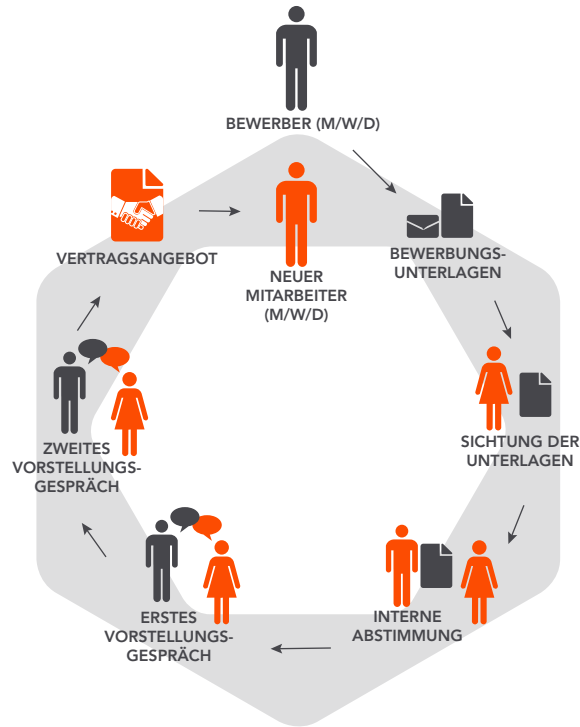 BEWERBER (M/W/D)
BEWERBUNGS-
UNTERLAGEN
SICHTUNG DER
UNTERLAGEN
INTERNE
ABSTIMMUNG
ERSTES
VORSTELLUNGS-
GESPRÄCH
ZWEITES
VORSTELLUNGS-
GESPRÄCH
VERTRAGSANGEBOT
NEUER
MITARBEITER
(M/W/D)